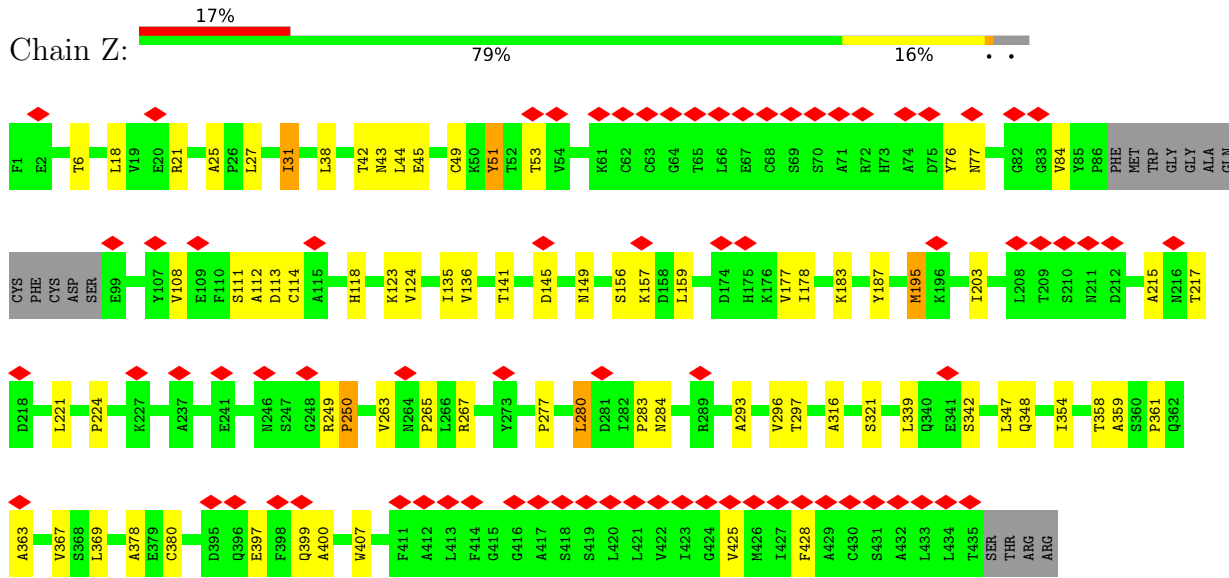 17%
Chain Z:
79%
16%
F1 E2 T6 L18 V19 E20 R21 A25 P26 L27 I31 L38 T42 N43 L44 E45 C49 K50 Y51 T52 T53 V54 K61 C62 C63 G64 T65 L66 E67 C68 S69 S70 A71 R72 H73 A74 D75 Y76 N77 G82 G83 V84 Y85 P86 PHE MET TRP GLY GLY ALA GLN
CYS PHE CYS ASP SER E99 Y107 V108 E109 F110 S111 A112 D113 C114 A115 H118 K123 V124 I135 V136 T141 D145 N149 S156 K157 D158 L159 D174 H175 K176 V177 I178 K183 Y187 M195 K196 I203 L208 T209 S210 N211 D212 A215 N216 T217
D218 L221 P224 K227 A237 E241 N246 S247 G248 R249 P250 V263 N264 P265 L266 R267 Y273 P277 L280 D281 I282 P283 N284 R289 A293 V296 T297 A316 S321 L339 Q340 E341 S342 L347 Q348 I354 T358 A359 S360 P361 Q362
A363 V367 S368 L369 A378 E379 C380 D395 Q396 E397 F398 Q399 A400 W407 F411 A412 L413 F414 G415 G416 A417 S418 S419 L420 L421 V422 I423 G424 V425 M426 I427 F428 A429 C430 S431 A432 L433 L434 T435 SER THR ARG ARG